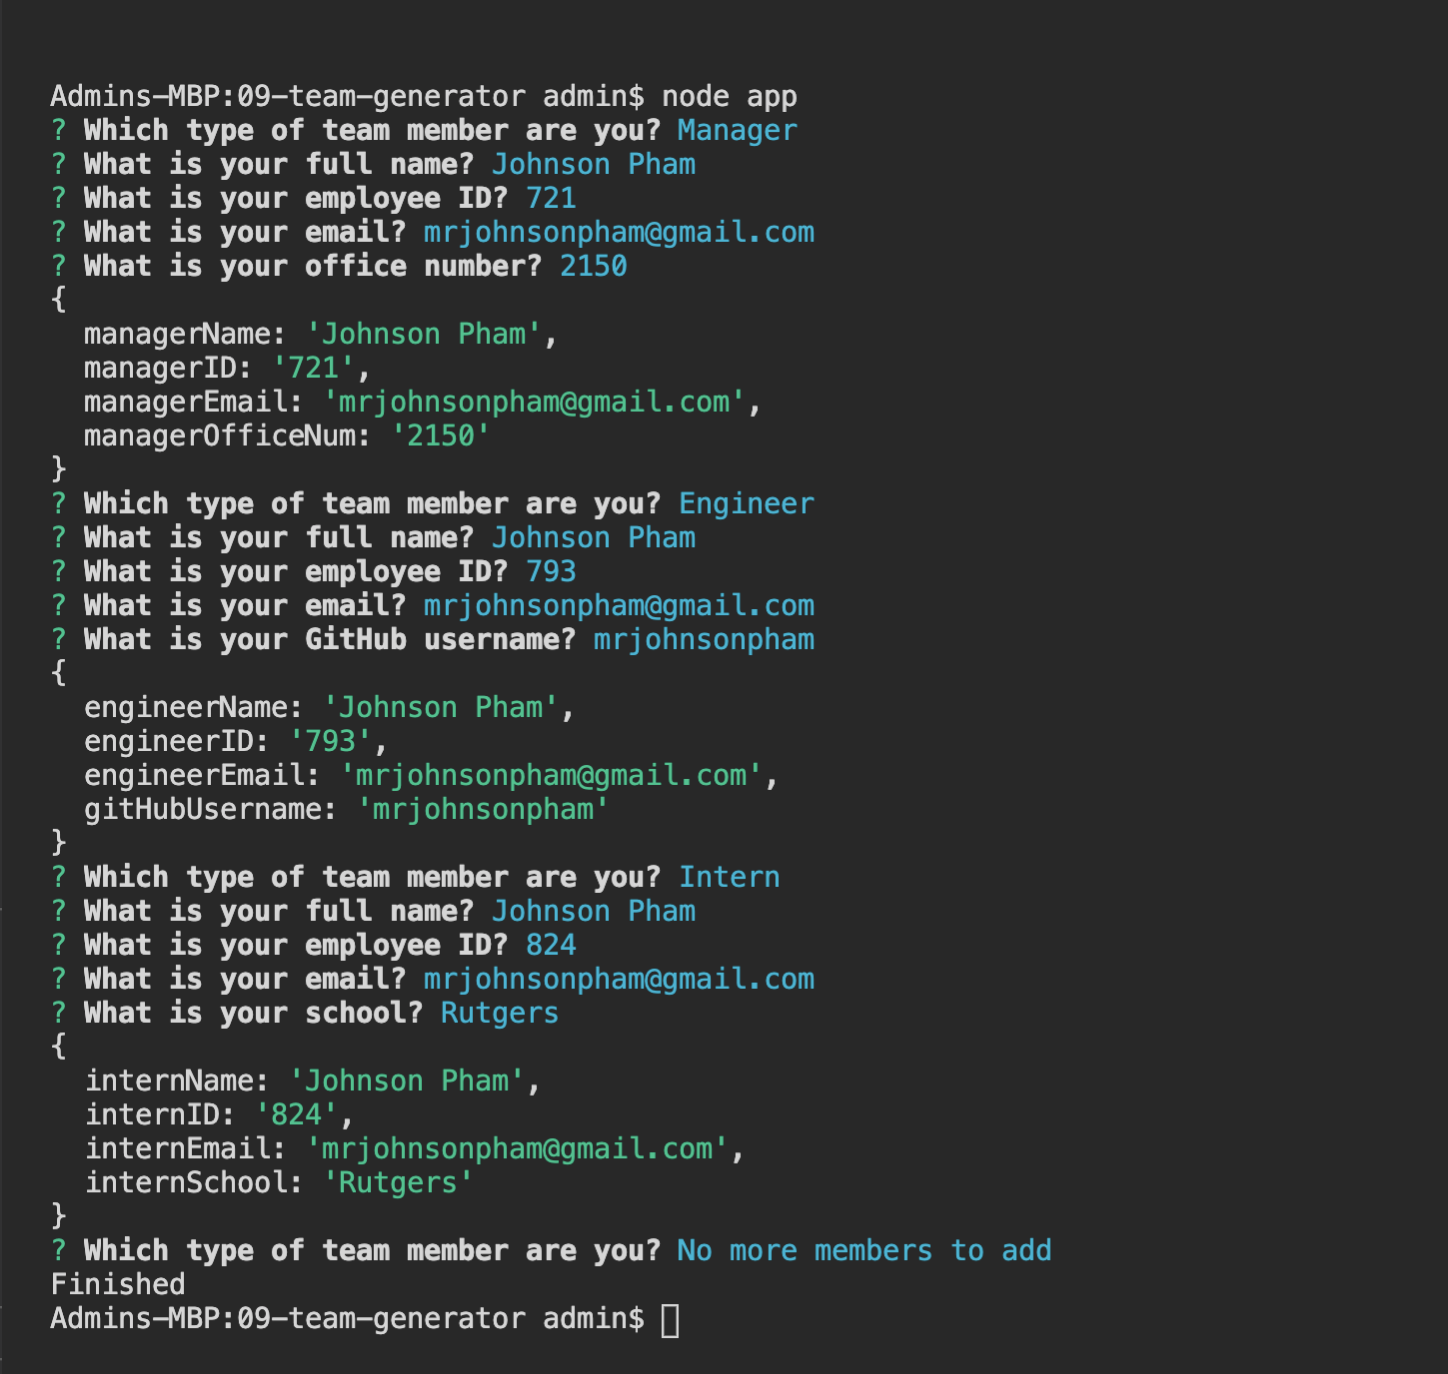 Admins-MBP:09-team-generator admin$ node app
? Which type of team member are you? Manager
? What is your full name? Johnson Pham
? What is your employee ID? 721
? What is your email? mrjohnsonpham@gmail.com
? What is your office number? 2150
{
  managerName: 'Johnson Pham',
  managerID: '721',
  managerEmail: 'mrjohnsonpham@gmail.com',
  managerOfficeNum: '2150'
}
? Which type of team member are you? Engineer
? What is your full name? Johnson Pham
? What is your employee ID? 793
? What is your email? mrjohnsonpham@gmail.com
? What is your GitHub username? mrjohnsonpham
{
  engineerName: 'Johnson Pham',
  engineerID: '793',
  engineerEmail: 'mrjohnsonpham@gmail.com',
  gitHubUsername: 'mrjohnsonpham'
}
? Which type of team member are you? Intern
? What is your full name? Johnson Pham
? What is your employee ID? 824
? What is your email? mrjohnsonpham@gmail.com
? What is your school? Rutgers
{
  internName: 'Johnson Pham',
  internID: '824',
  internEmail: 'mrjohnsonpham@gmail.com',
  internSchool: 'Rutgers'
}
? Which type of team member are you? No more members to add
Finished
Admins-MBP:09-team-generator admin$